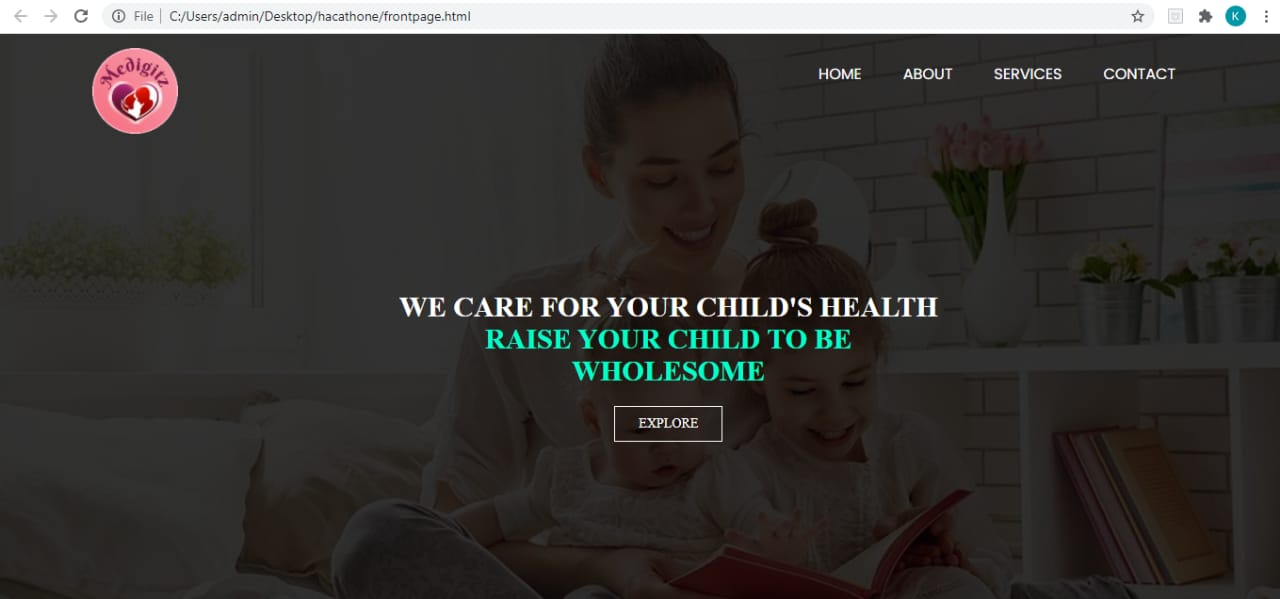 File
C:/Users/admin/Desktop/hacathone/frontpage.html
K
Medigitz
HOME ABOUT SERVICES CONTACT
WE CARE FOR YOUR CHILD'S HEALTH
RAISE YOUR CHILD TO BE
WHOLESOME
EXPLORE